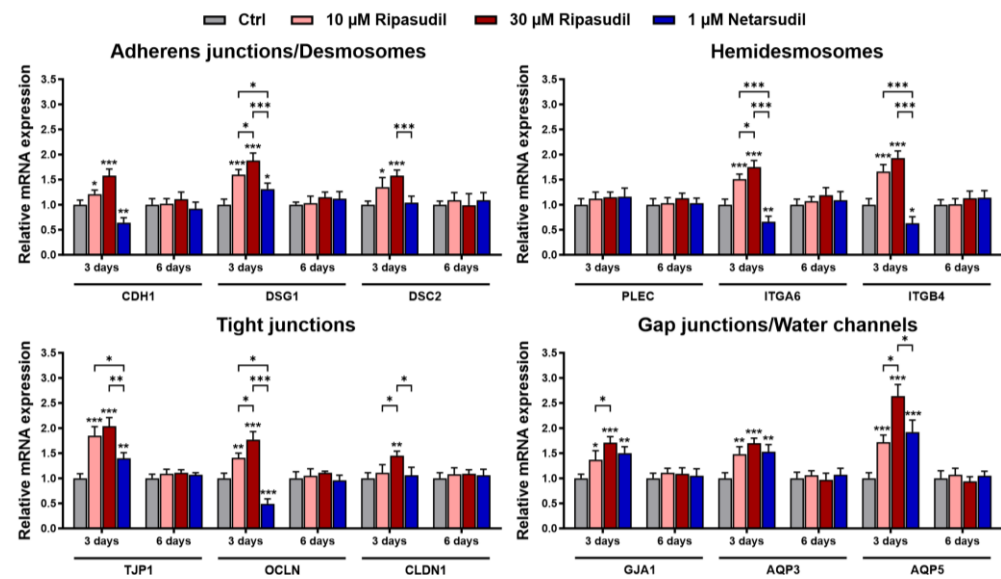 Ctrl 10 µM Ripasudil 30 µM Ripasudil 1 µM Netarsudil
Adherens junctions/Desmosomes
Relative mRNA expression
3.5
3.0
2.5
2.0
1.5
1.0
0.5
0.0
* *** **
*** *** * * * ***
* *** ***
3 days 6 days 3 days 6 days 3 days 6 days
CDH1 DSG1 DSC2
Hemidesmosomes
Relative mRNA expression
3.5
3.0
2.5
2.0
1.5
1.0
0.5
0.0
*** *** ** * *** ***
*** *** * *** ***
3 days 6 days 3 days 6 days 3 days 6 days
PLEC ITGA6 ITGB4
Tight junctions
Relative mRNA expression
3.5
3.0
2.5
2.0
1.5
1.0
0.5
0.0
*** *** ** * **
** *** *** * * ***
** * *
3 days 6 days 3 days 6 days 3 days 6 days
TJP1 OCLN CLDN1
Gap junctions/Water channels
Relative mRNA expression
3.5
3.0
2.5
2.0
1.5
1.0
0.5
0.0
* *** ** *
** *** **
*** *** *** * *
3 days 6 days 3 days 6 days 3 days 6 days
GJA1 AQP3 AQP5